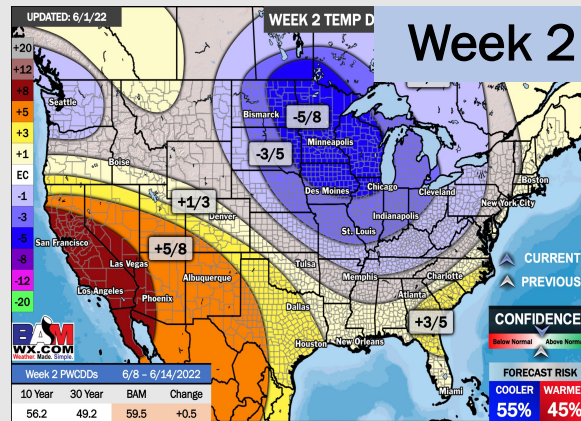 UPDATED: 6/1/22
WEEK 2 TEMP D
Week 2
+20
+12
+8
+5
+3
+1
EC
-1
-3
-5
-8
-12
-20
Seattle
Bismarck
-5/8
Minneapolis
-3/5
Boise
Des Moines
Chicago
Cleveland
Boston
New York City
+1/3
Denver
Indianapolis
St. Louis
San Francisco
+5/8
Las Vegas
Albuquerque
Tulsa
Memphis
Charlotte
Los Angeles
Phoenix
Atlanta
Dallas
+3/5
Houston
New Orleans
Miami
CURRENT
PREVIOUS
CONFIDENCE
Below Normal
Above Norma
FORECAST RISK
COOLER
WARME
55%
45%
BAM
WX.COM
Weather. Made. Simple.
Week 2 PWCDDs
6/8 – 6/14/2022
10 Year
30 Year
BAM
Change
56.2
49.2
59.5
+0.5